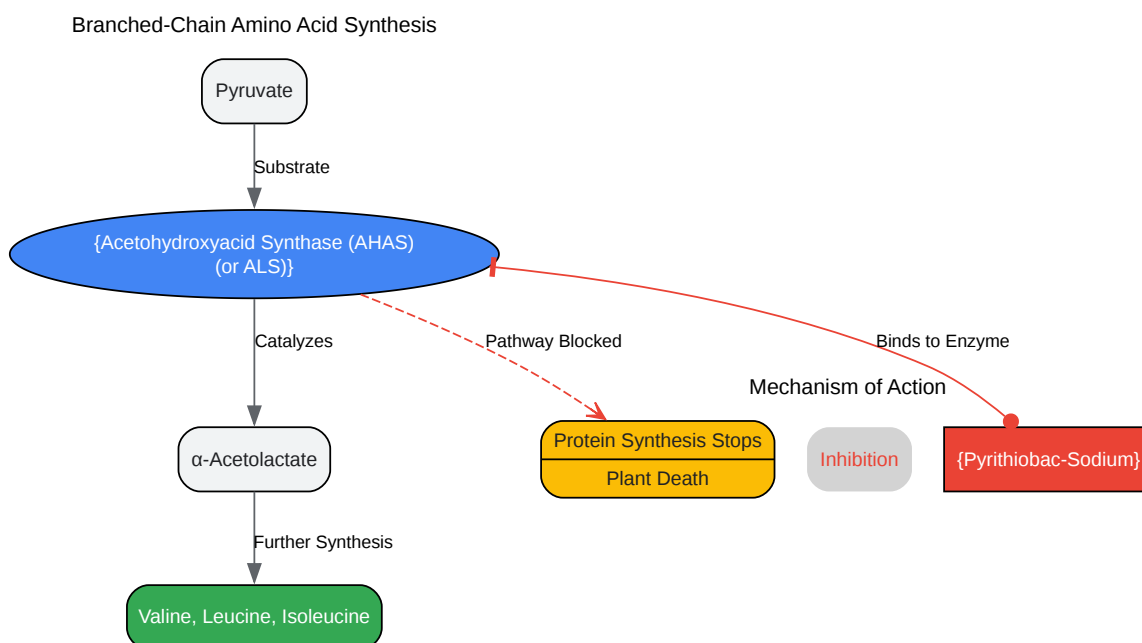 Branched-Chain Amino Acid Synthesis
Pyruvate
Substrate
{Acetohydroxyacid Synthase (AHAS)
(or ALS)}
Catalyzes
Pathway Blocked
Binds to Enzyme
Mechanism of Action
α-Acetolactate
Protein Synthesis Stops
Plant Death
Inhibition
{Pyrithiobac-Sodium}
Further Synthesis
Valine, Leucine, Isoleucine